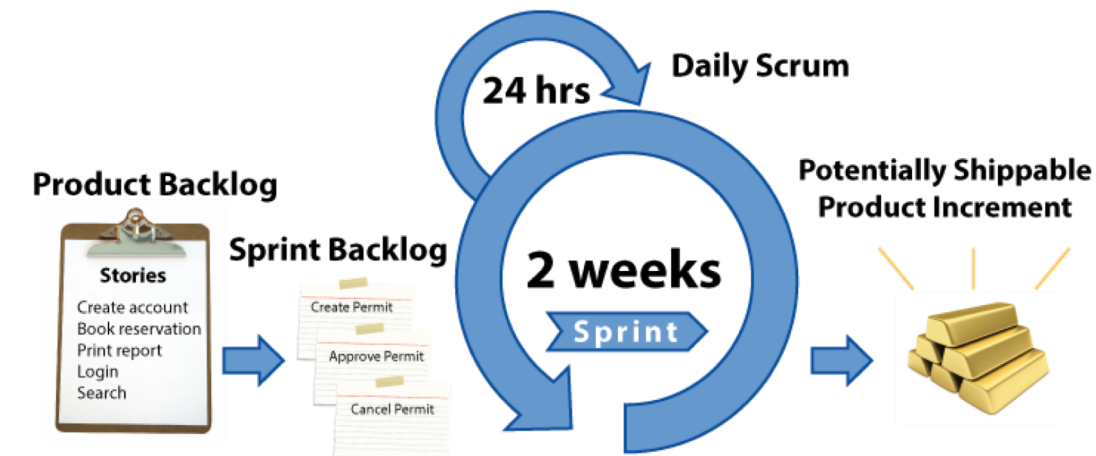 Product Backlog
Stories
Create account
Book reservation
Print report
Login
Search
Sprint Backlog
Create Permit
Approve Permit
Cancel Permit
24 hrs
Daily Scrum
2 weeks
Sprint
Potentially Shippable
Product Increment